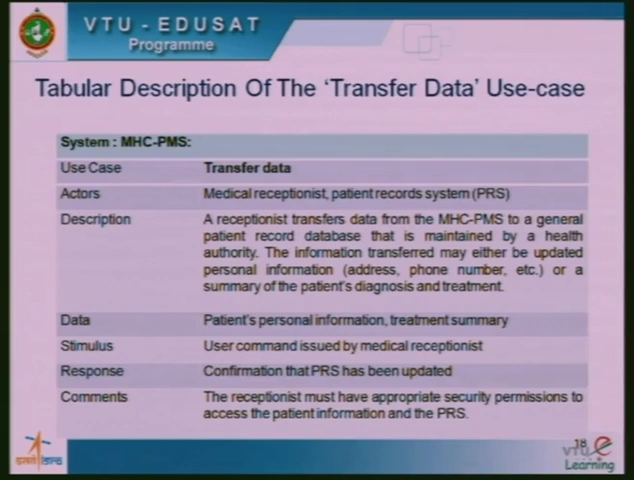 VTU - EDUSAT
Programme
Tabular Description Of The ‘Transfer Data’ Use-case
System : MHC-PMS:
Use Case Transfer data
Actors Medical receptionist, patient records system (PRS)
Description A receptionist transfers data from the MHC-PMS to a general
patient record database that is maintained by a health
authority. The information transferred may either be updated
personal information (address, phone number, etc.) or a
summary of the patient's diagnosis and treatment.
Data Patient's personal information, treatment summary
Stimulus User command issued by medical receptionist
Response Confirmation that PRS has been updated
Comments The receptionist must have appropriate security permissions to
access the patient information and the PRS.
18
VTU e
Learning